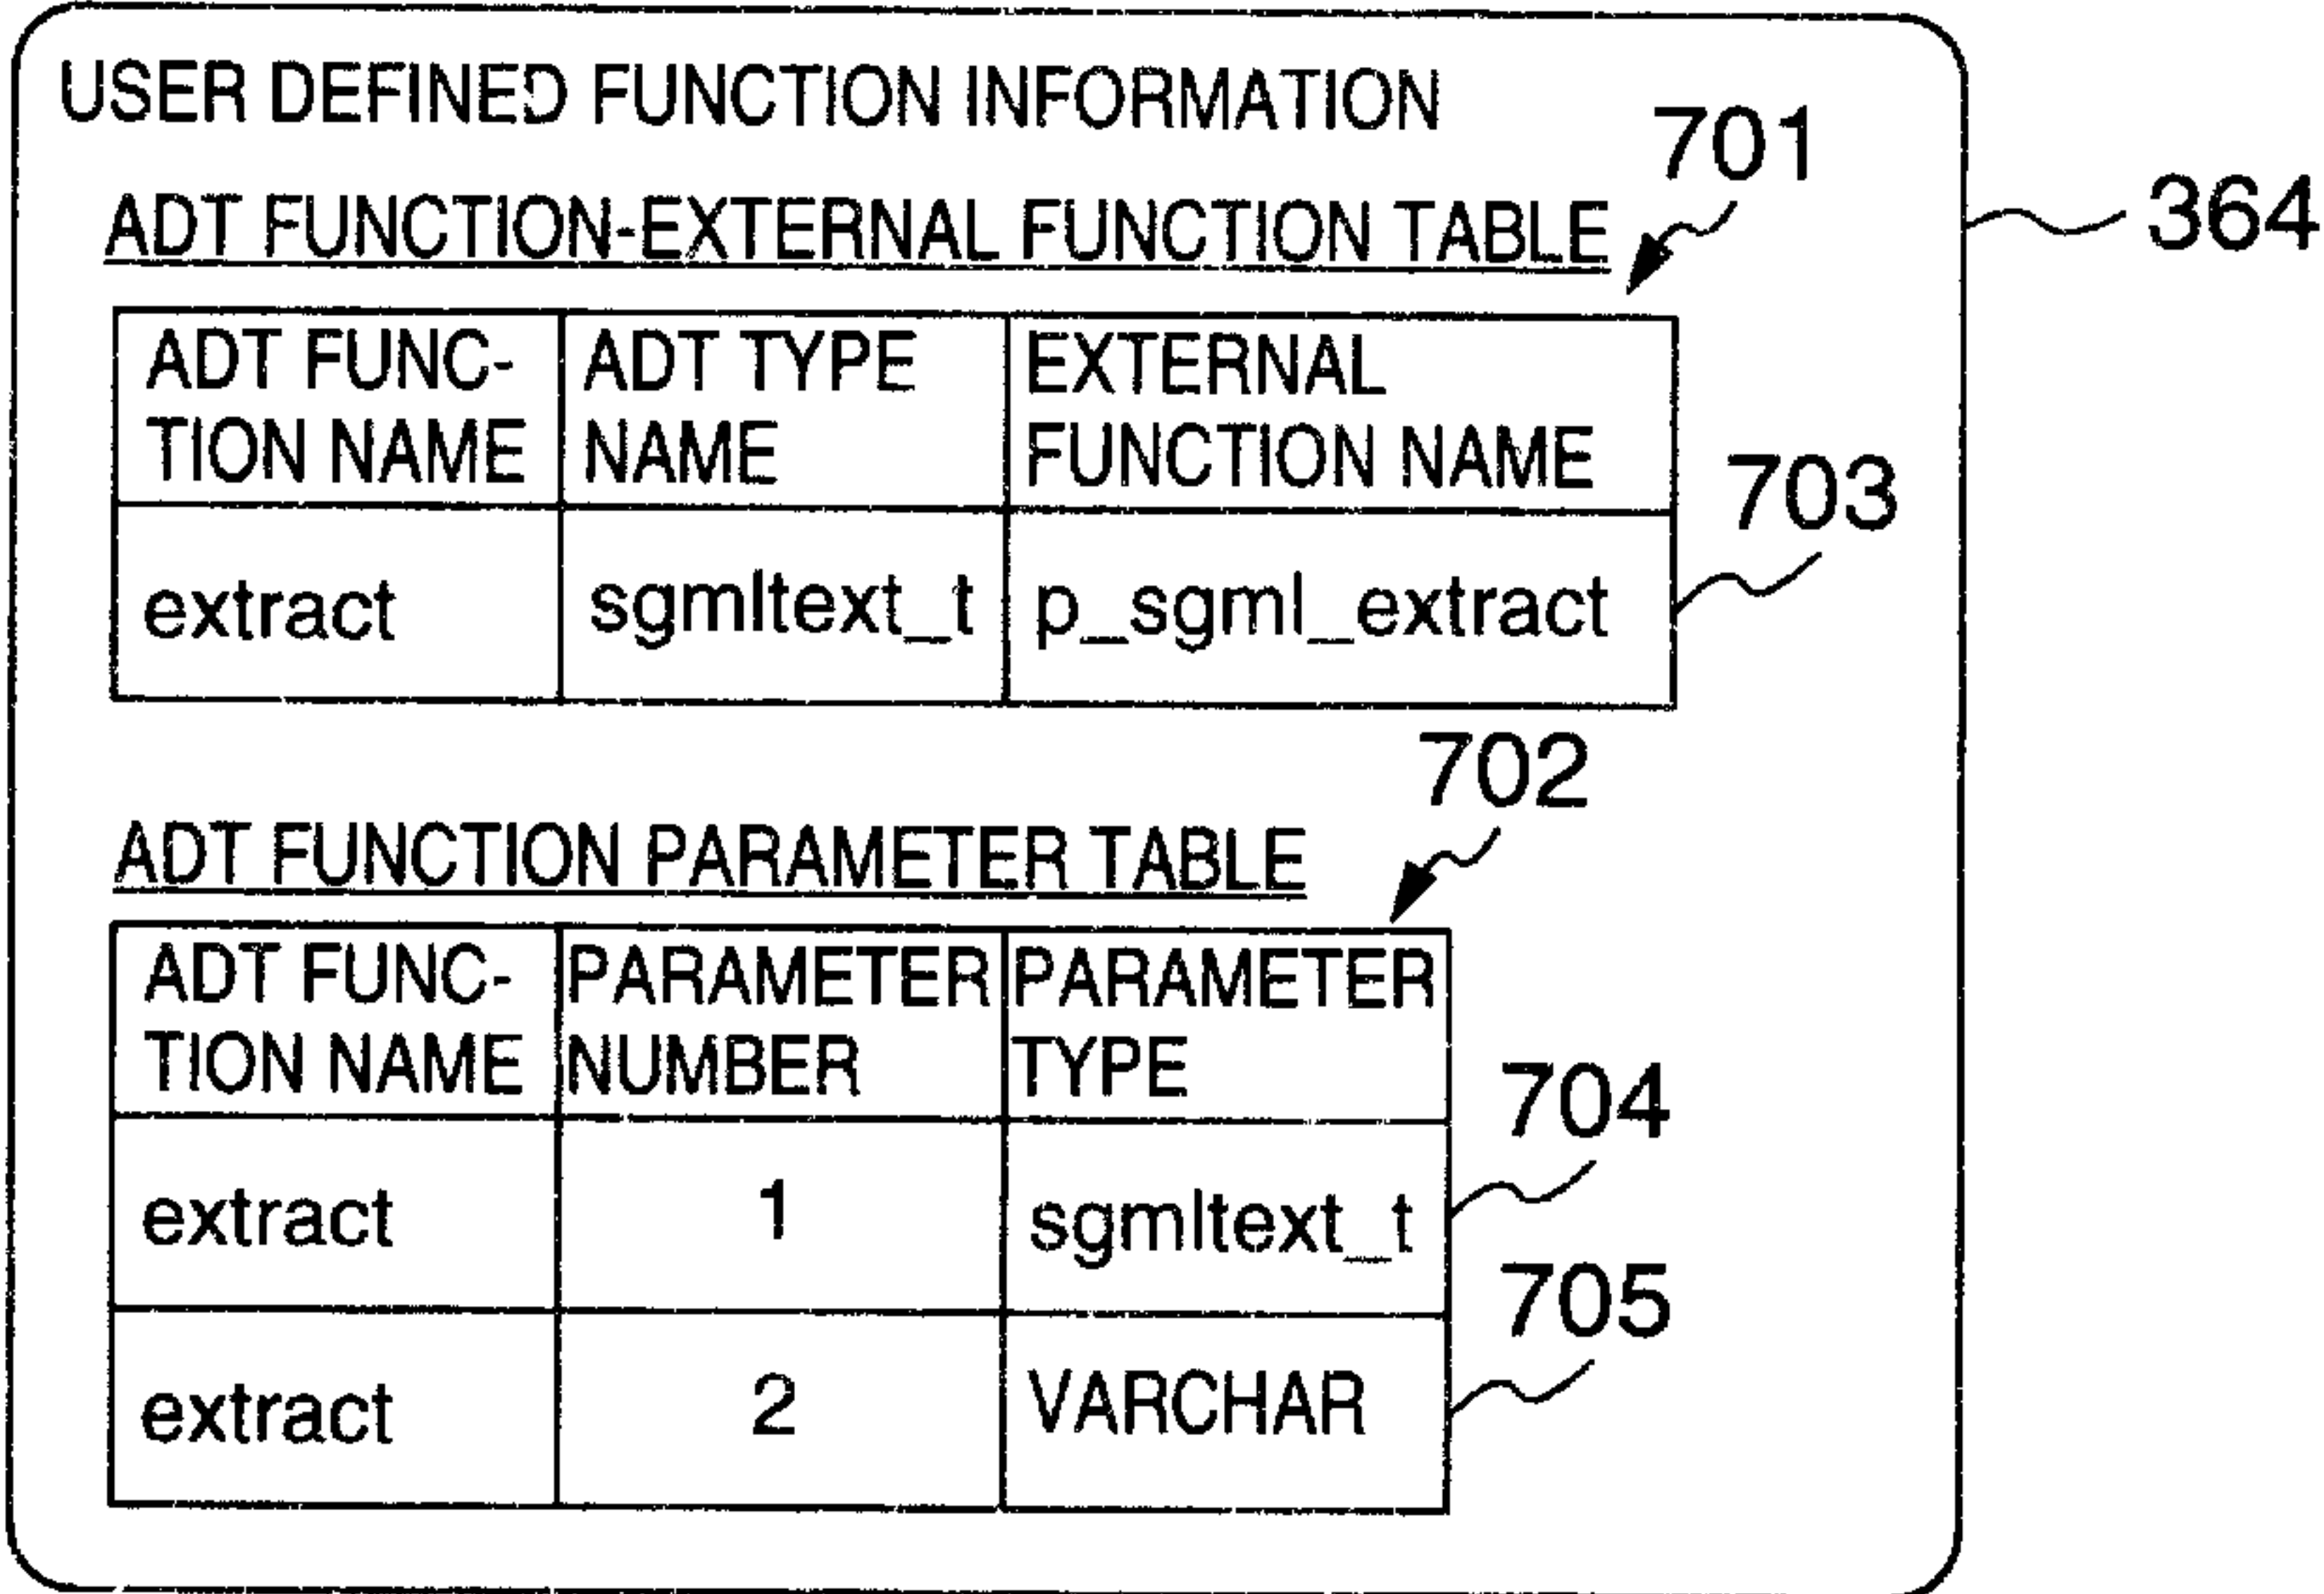 USER DEFINED FUNCTION INFORMATION
701
ADT FUNCTION-EXTERNAL FUNCTION TABLE
364
ADT FUNC- ADT TYPE EXTERNAL
TION NAME NAME FUNCTION NAME
703
extract sgmltext_t p_sgml_extract
702
ADT FUNCTION PARAMETER TABLE
ADT FUNC- PARAMETER PARAMETER
TION NAME NUMBER TYPE
704
extract 1 sgmltext_t
705
extract 2 VARCHAR